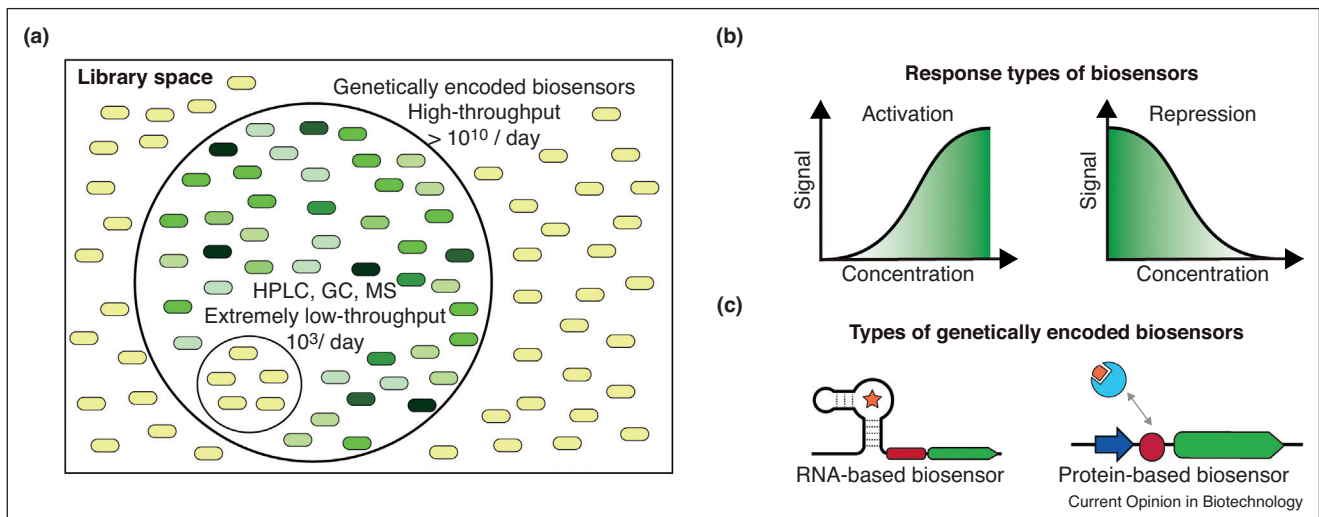 (a)
Library space
Genetically encoded biosensors
High-throughput
> 10¹⁰ / day
HPLC, GC, MS
Extremely low-throughput
10³/ day
(b)
Response types of biosensors
Activation
Signal
Concentration
Repression
Signal
Concentration
(c)
Types of genetically encoded biosensors
RNA-based biosensor
Protein-based biosensor
Current Opinion in Biotechnology